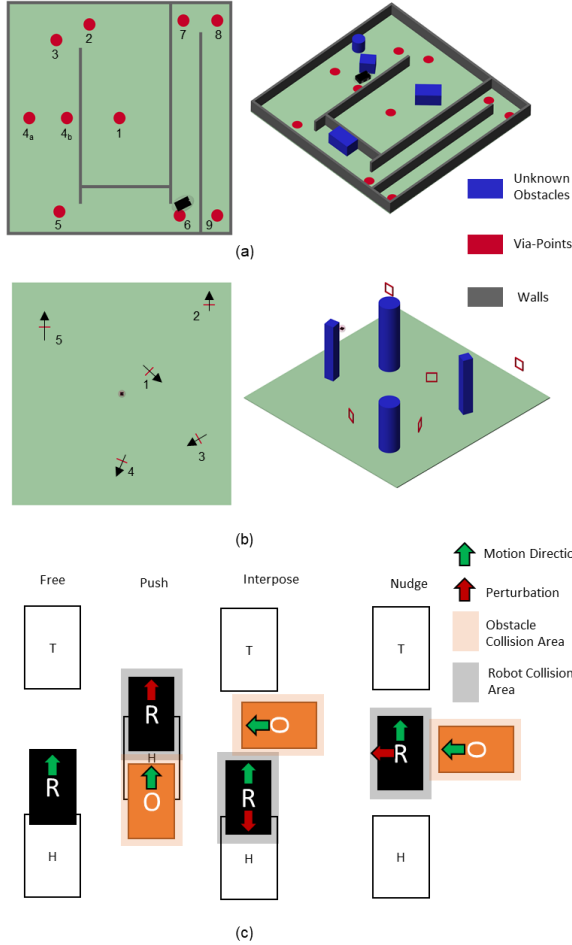 2
3
7
8
4a
4b
1
5
6
9
(a)
Unknown
Obstacles
Via-Points
Walls
2
5
1
3
4
(b)
Free
Push
Interpose
Nudge
Motion Directio
Perturbation
Obstacle
Collision Area
Robot Collision
Area
T
T
T
R
H
O
R
O
R
O
R
H
H
H
(c)